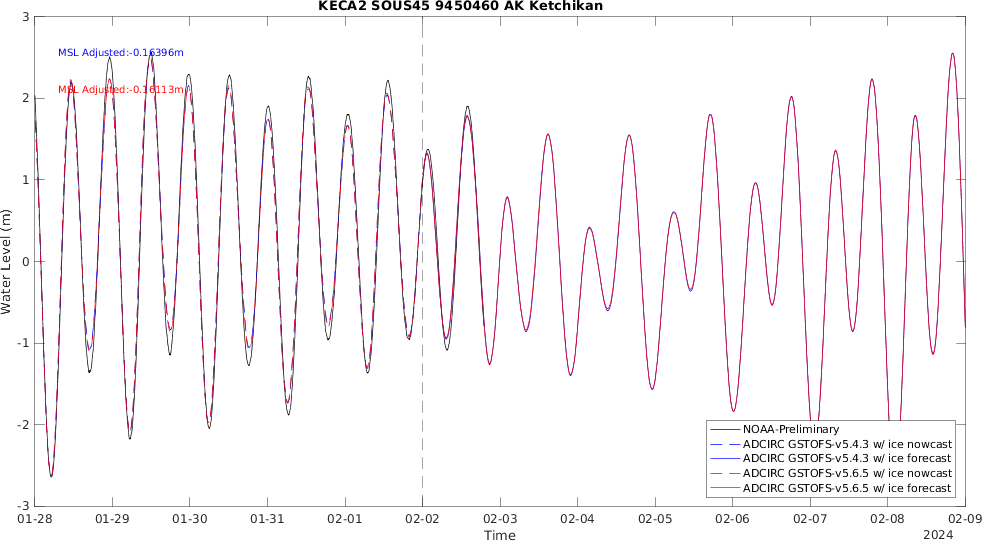 KECA2 SOUS45 9450460 AK Ketchikan
MSL Adjusted:-0.16396m
MSL Adjusted:-0.16113m
3
2
1
0
-1
-2
-3
Water Level (m)
NOAA-Preliminary
ADCIRC GSTOFS-v5.4.3 w/ ice nowcast
ADCIRC GSTOFS-v5.4.3 w/ ice forecast
ADCIRC GSTOFS-v5.6.5 w/ ice nowcast
ADCIRC GSTOFS-v5.6.5 w/ ice forecast
01-28 01-29 01-30 01-31 02-01 02-02 02-03 02-04 02-05 02-06 02-07 02-08 02-09
Time
2024